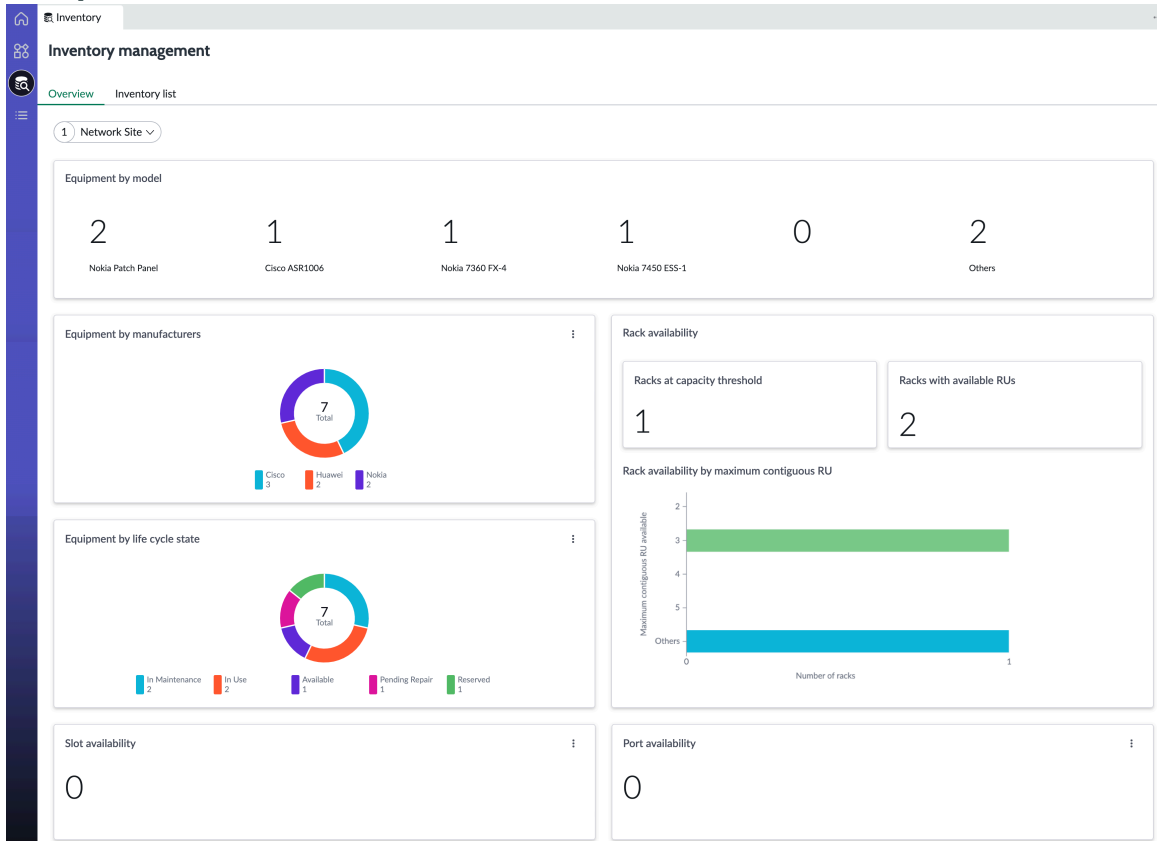 Inventory
Inventory management
Overview Inventory list
1 Network Site
Equipment by model
2 1 1 1 0 2
Nokia Patch Panel Cisco ASR1006 Nokia 7360 FX-4 Nokia 7450 ESS-1 Others
Equipment by manufacturers
7
Total
Cisco Huawei Nokia
3 2 2
Rack availability
Racks at capacity threshold
1
Racks with available RUs
2
Rack availability by maximum contiguous RU
Maximum contiguous RU available
2
3
4
5
Others
0 1
Number of racks
Equipment by life cycle state
7
Total
In Maintenance In Use Available Pending Repair Reserved
2 2 1 1 1
Slot availability
0
Port availability
0